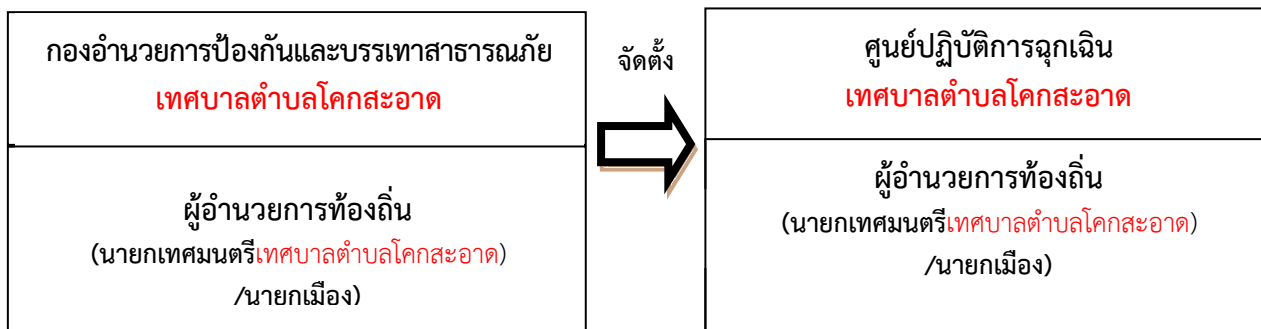 กองอำนวยการป้องกันและบรรเทาสาธารณภัย
เทศบาลตำบลโคกสะอาด
ผู้อำนวยการท้องถิ่น
(นายกเทศมนตรีเทศบาลตำบลโคกสะอาด)
/นายกเมือง)
จัดตั้ง
ศูนย์ปฏิบัติการฉุกเฉิน
เทศบาลตำบลโคกสะอาด
ผู้อำนวยการท้องถิ่น
(นายกเทศมนตรีเทศบาลตำบลโคกสะอาด)
/นายกเมือง)